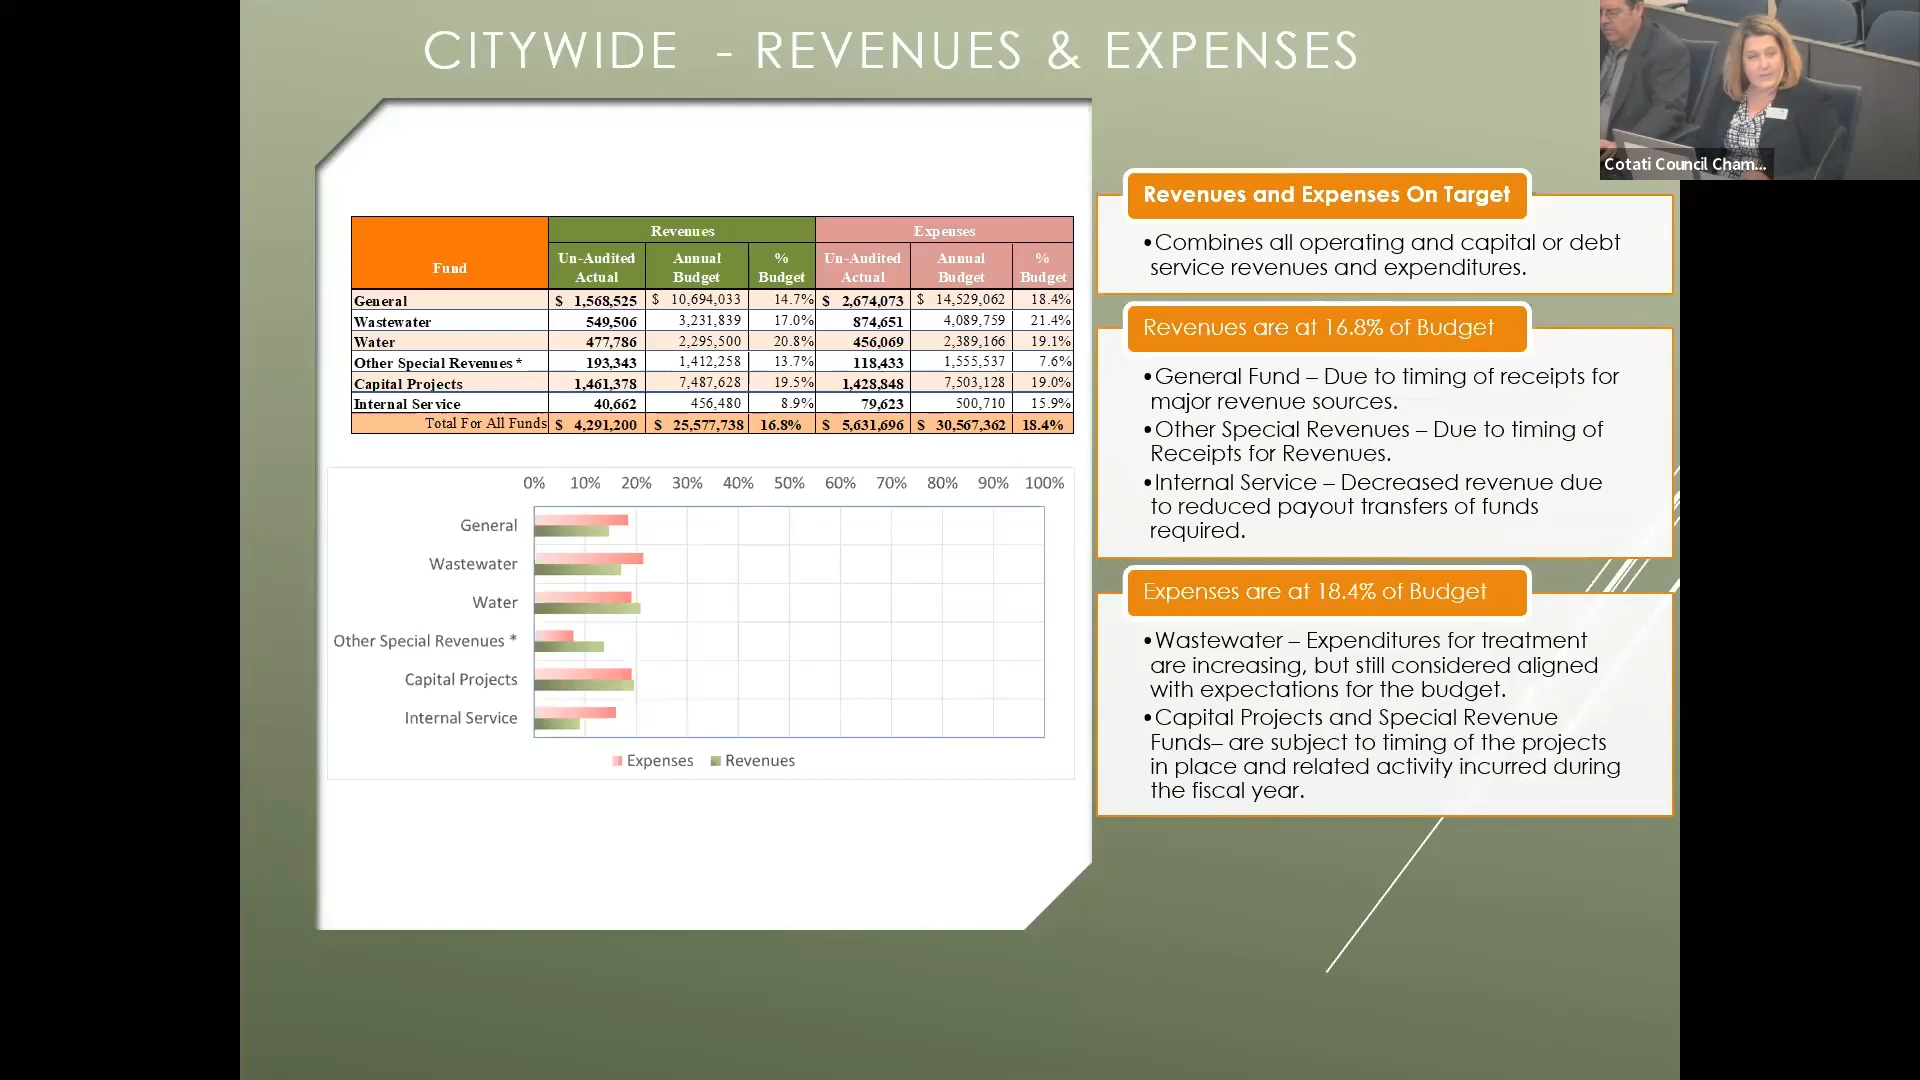 CITYWIDE - REVENUES & EXPENSES
Cotati Council Cham...
Fund Revenues Expenses
Un-Audited Actual Annual Budget % Budget Un-Audited Actual Annual Budget % Budget
General $ 1,568,525 $ 10,694,033 14.7% $ 2,674,073 $ 14,529,062 18.4%
Wastewater 549,506 3,231,839 17.0% 874,651 4,089,759 21.4%
Water 477,786 2,295,500 20.8% 456,069 2,389,166 19.1%
Other Special Revenues * 193,343 1,412,258 13.7% 118,433 1,555,537 7.6%
Capital Projects 1,461,378 7,487,628 19.5% 1,428,848 7,503,128 19.0%
Internal Service 40,662 456,480 8.9% 79,623 500,710 15.9%
Total For All Funds $ 4,291,200 $ 25,577,738 16.8% $ 5,631,696 $ 30,567,362 18.4%
0% 10% 20% 30% 40% 50% 60% 70% 80% 90% 100%
General
Wastewater
Water
Other Special Revenues *
Capital Projects
Internal Service
Expenses Revenues
Revenues and Expenses On Target
•Combines all operating and capital or debt
service revenues and expenditures.
Revenues are at 16.8% of Budget
•General Fund – Due to timing of receipts for
major revenue sources.
•Other Special Revenues – Due to timing of
Receipts for Revenues.
•Internal Service – Decreased revenue due
to reduced payout transfers of funds
required.
Expenses are at 18.4% of Budget
•Wastewater – Expenditures for treatment
are increasing, but still considered aligned
with expectations for the budget.
•Capital Projects and Special Revenue
Funds– are subject to timing of the projects
in place and related activity incurred during
the fiscal year.